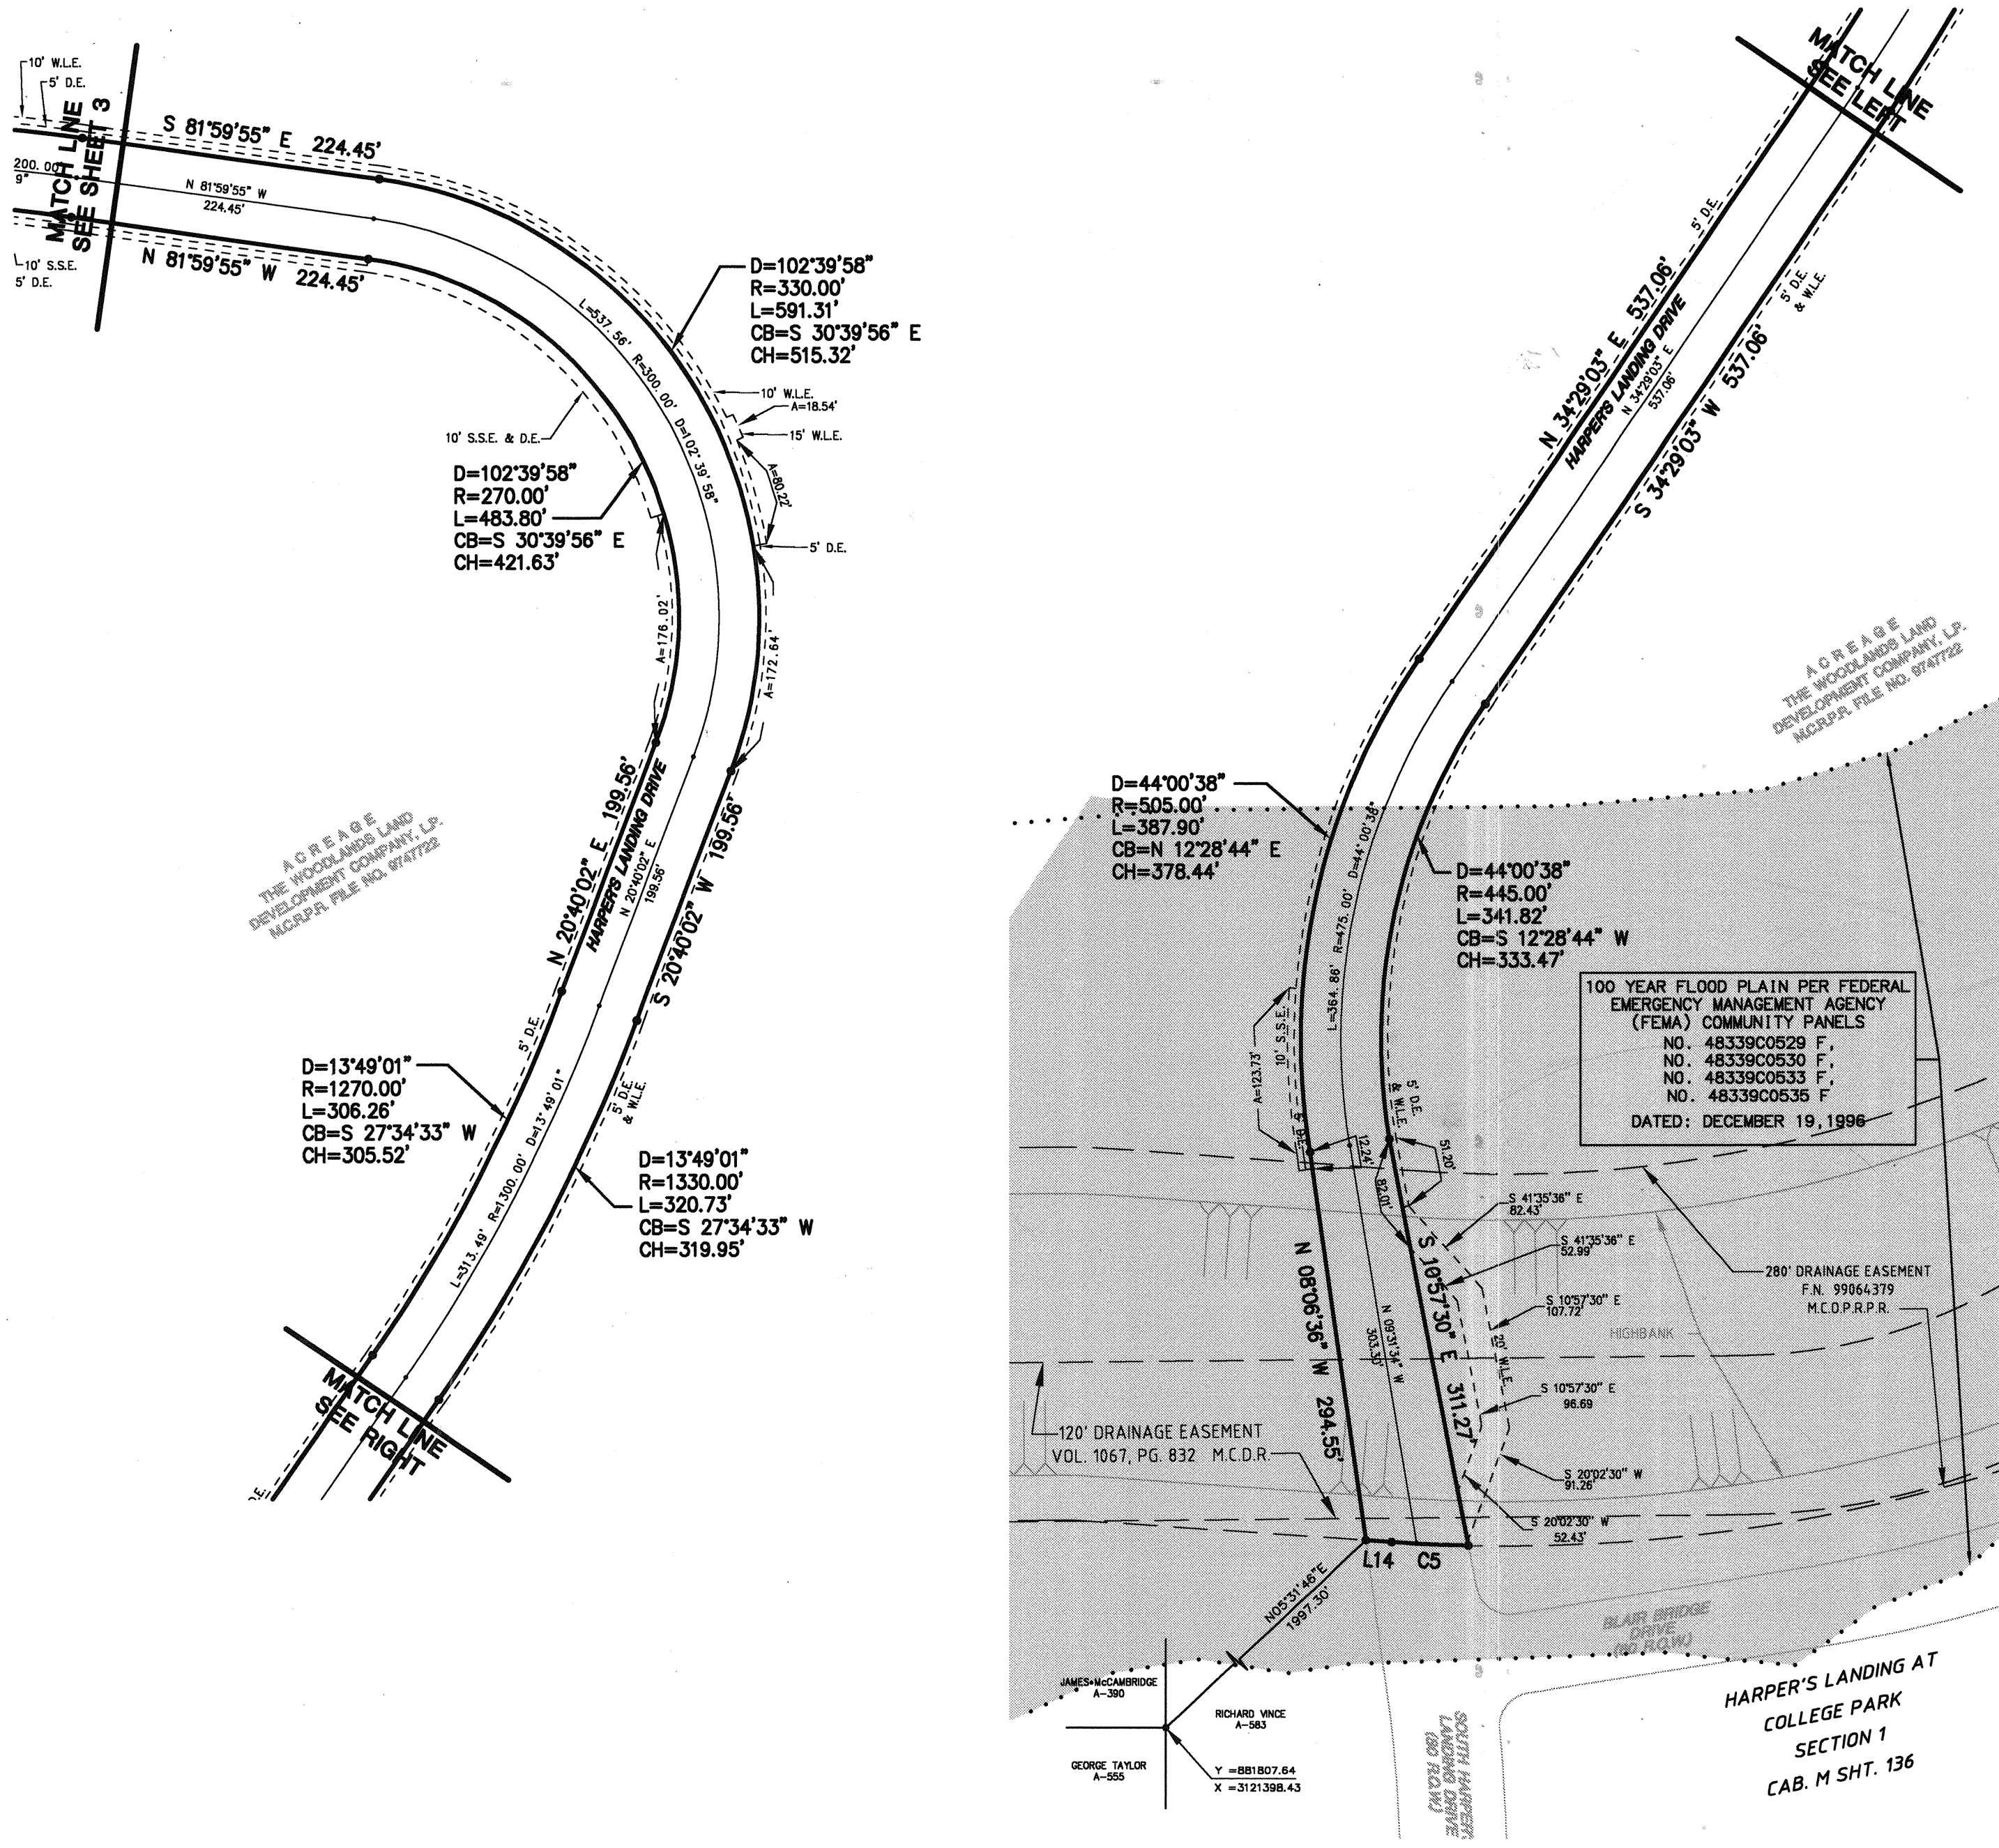 10' W.L.E.
5' D.E.
MATCH LINE
SEE SHEET 3
S 81°59'55" E 224.45'
200.00'
9"
N 81°59'55" W
224.45'
N 81°59'55" W 224.45'
10' S.S.E.
5' D.E.
D=102°39'58"
R=330.00'
L=591.31'
CB=S 30°39'56" E
CH=515.32'
L=537.56' R=300.00' D=102°39'58"
10' W.L.E.
A=18.54'
15' W.L.E.
A=80.22'
5' D.E.
10' S.S.E. & D.E.
D=102°39'58"
R=270.00'
L=483.80'
CB=S 30°39'56" E
CH=421.63'
A=176.02'
A=172.64'
N 20°40'02" E 199.56'
HARPER'S LANDING DRIVE
N 20°40'02" E
199.56'
S 20°40'02" W 199.56'
ACREAGE
THE WOODLANDS LAND
DEVELOPMENT COMPANY, L.P.
M.C.R.P.R. FILE NO. 9747722
5' D.E.
D=13°49'01"
R=1270.00'
L=306.26'
CB=S 27°34'33" W
CH=305.52'
L=313.49' R=1300.00' D=13°49'01"
5' D.E.
& W.L.E.
D=13°49'01"
R=1330.00'
L=320.73'
CB=S 27°34'33" W
CH=319.95'
MATCH LINE
SEE RIGHT
D.E.
MATCH LINE
SEE LEFT
5' D.E.
5' D.E.
& W.L.E.
N 34°29'03" E 537.06'
HARPER'S LANDING DRIVE
N 34°29'03" E
537.06'
S 34°29'03" W 537.06'
ACREAGE
THE WOODLANDS LAND
DEVELOPMENT COMPANY, L.P.
M.C.R.P.R. FILE NO. 9747722
D=44°00'38"
R=505.00'
L=387.90'
CB=N 12°28'44" E
CH=378.44'
L=364.86' R=475.00' D=44°00'38"
D=44°00'38"
R=445.00'
L=341.82'
CB=S 12°28'44" W
CH=333.47'
100 YEAR FLOOD PLAIN PER FEDERAL
EMERGENCY MANAGEMENT AGENCY
(FEMA) COMMUNITY PANELS
NO. 48339C0529 F,
NO. 48339C0530 F,
NO. 48339C0533 F,
NO. 48339C0535 F
DATED: DECEMBER 19,1996
10' S.S.E.
A=123.73'
5' D.E.
& W.L.E.
12.24'
51.20'
82.01'
S 41°35'36" E
82.43'
S 41°35'36" E
52.99'
S 10°57'30" E
107.72'
20' W.L.E.
N 08°06'36" W 294.55'
N 09°31'34" W
303.30'
S 10°57'30" E 311.27'
280' DRAINAGE EASEMENT
F.N. 99064379
M.C.O.P.R.P.R.
HIGHBANK
S 10°57'30" E
96.69
120' DRAINAGE EASEMENT
VOL. 1067, PG. 832 M.C.D.R.
S 20°02'30" W
91.26'
S 20°02'30" W
52.43'
L14 C5
N05°31'46"E
1997.30'
BLAIR BRIDGE
DRIVE
(80 R.O.W.)
JAMES McCAMBRIDGE
A-390
RICHARD VINCE
A-583
GEORGE TAYLOR
A-555
Y =881807.64
X =3121398.43
SOUTH HARPERS
LANDING DRIVE
(80 R.O.W.)
HARPER'S LANDING AT
COLLEGE PARK
SECTION 1
CAB. M SHT. 136